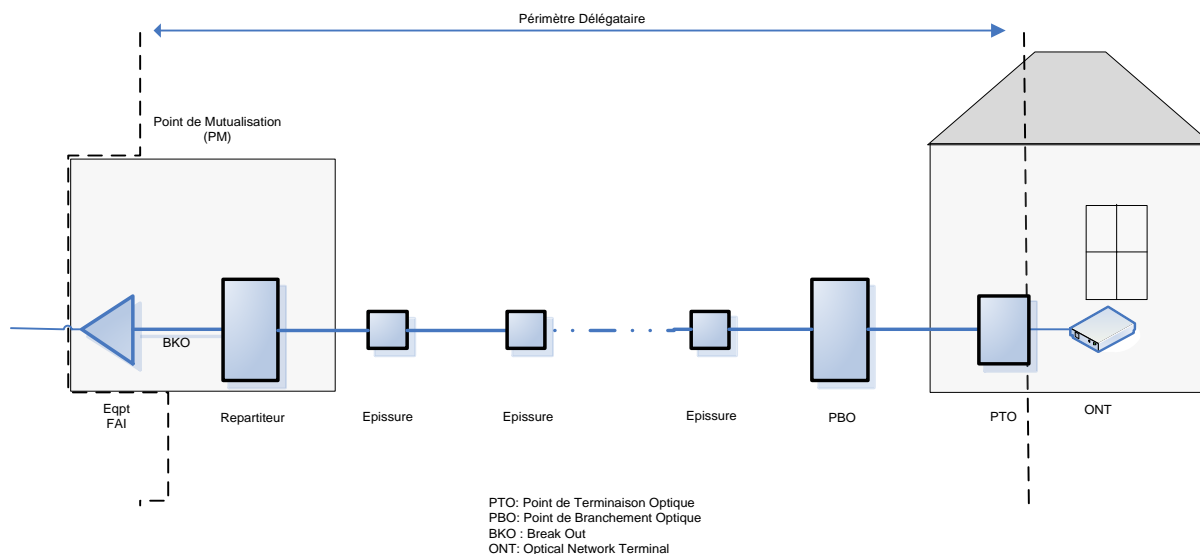 Périmètre Délégataire
Point de Mutualisation
(PM)
BKO
Eqpt
FAI
Repartiteur
Epissure
Epissure
Epissure
PBO
PTO
ONT
PTO: Point de Terminaison Optique
PBO: Point de Branchement Optique
BKO : Break Out
ONT: Optical Network Terminal